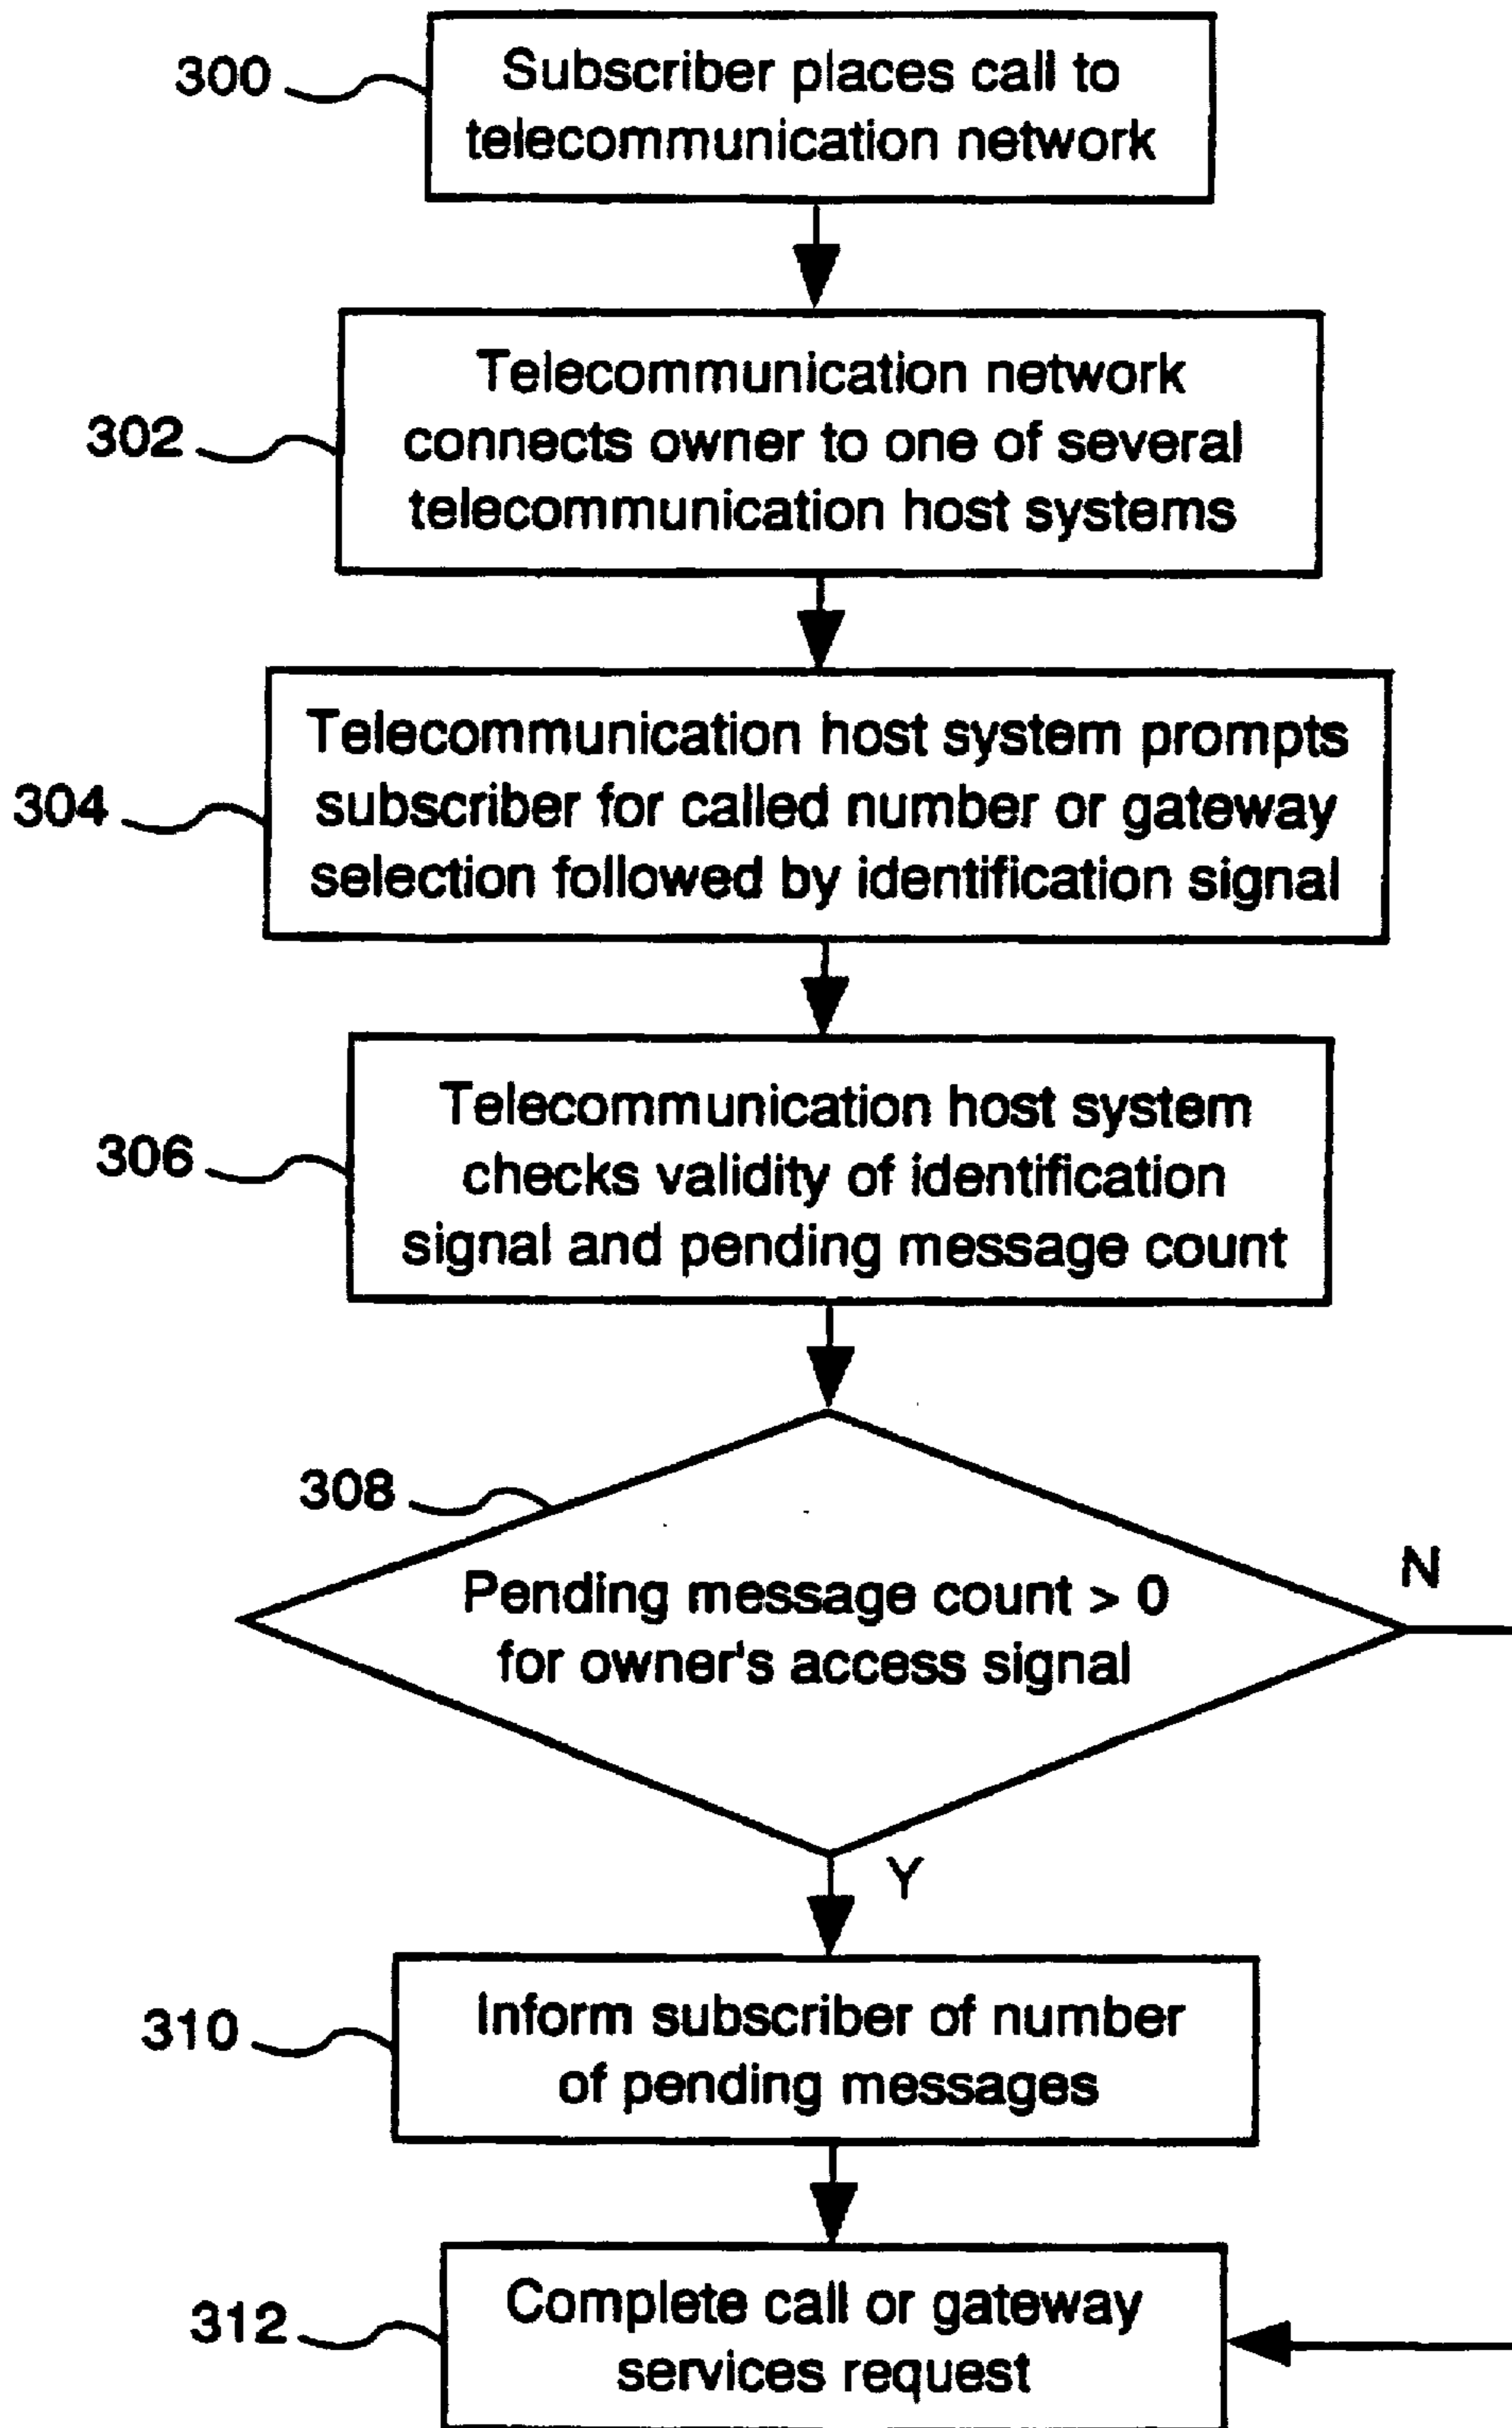 300
Subscriber places call to
telecommunication network
302
Telecommunication network
connects owner to one of several
telecommunication host systems
304
Telecommunication host system prompts
subscriber for called number or gateway
selection followed by identification signal
306
Telecommunication host system
checks validity of identification
signal and pending message count
308
Pending message count > 0
for owner's access signal
N
Y
310
Inform subscriber of number
of pending messages
312
Complete call or gateway
services request